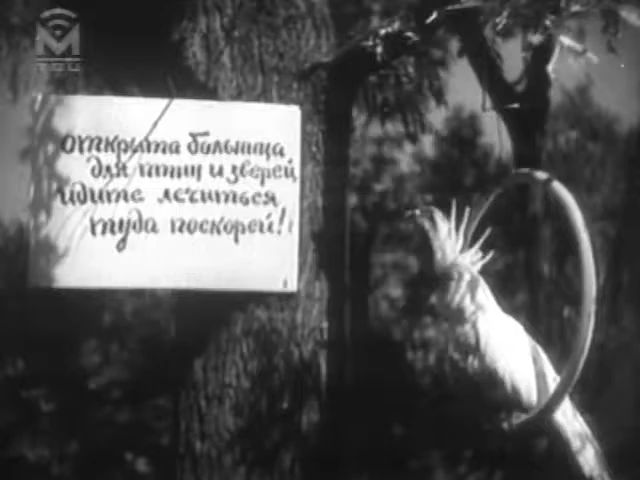 открыта больница
для птиц и зверей,
идите лечиться
туда поскорей!